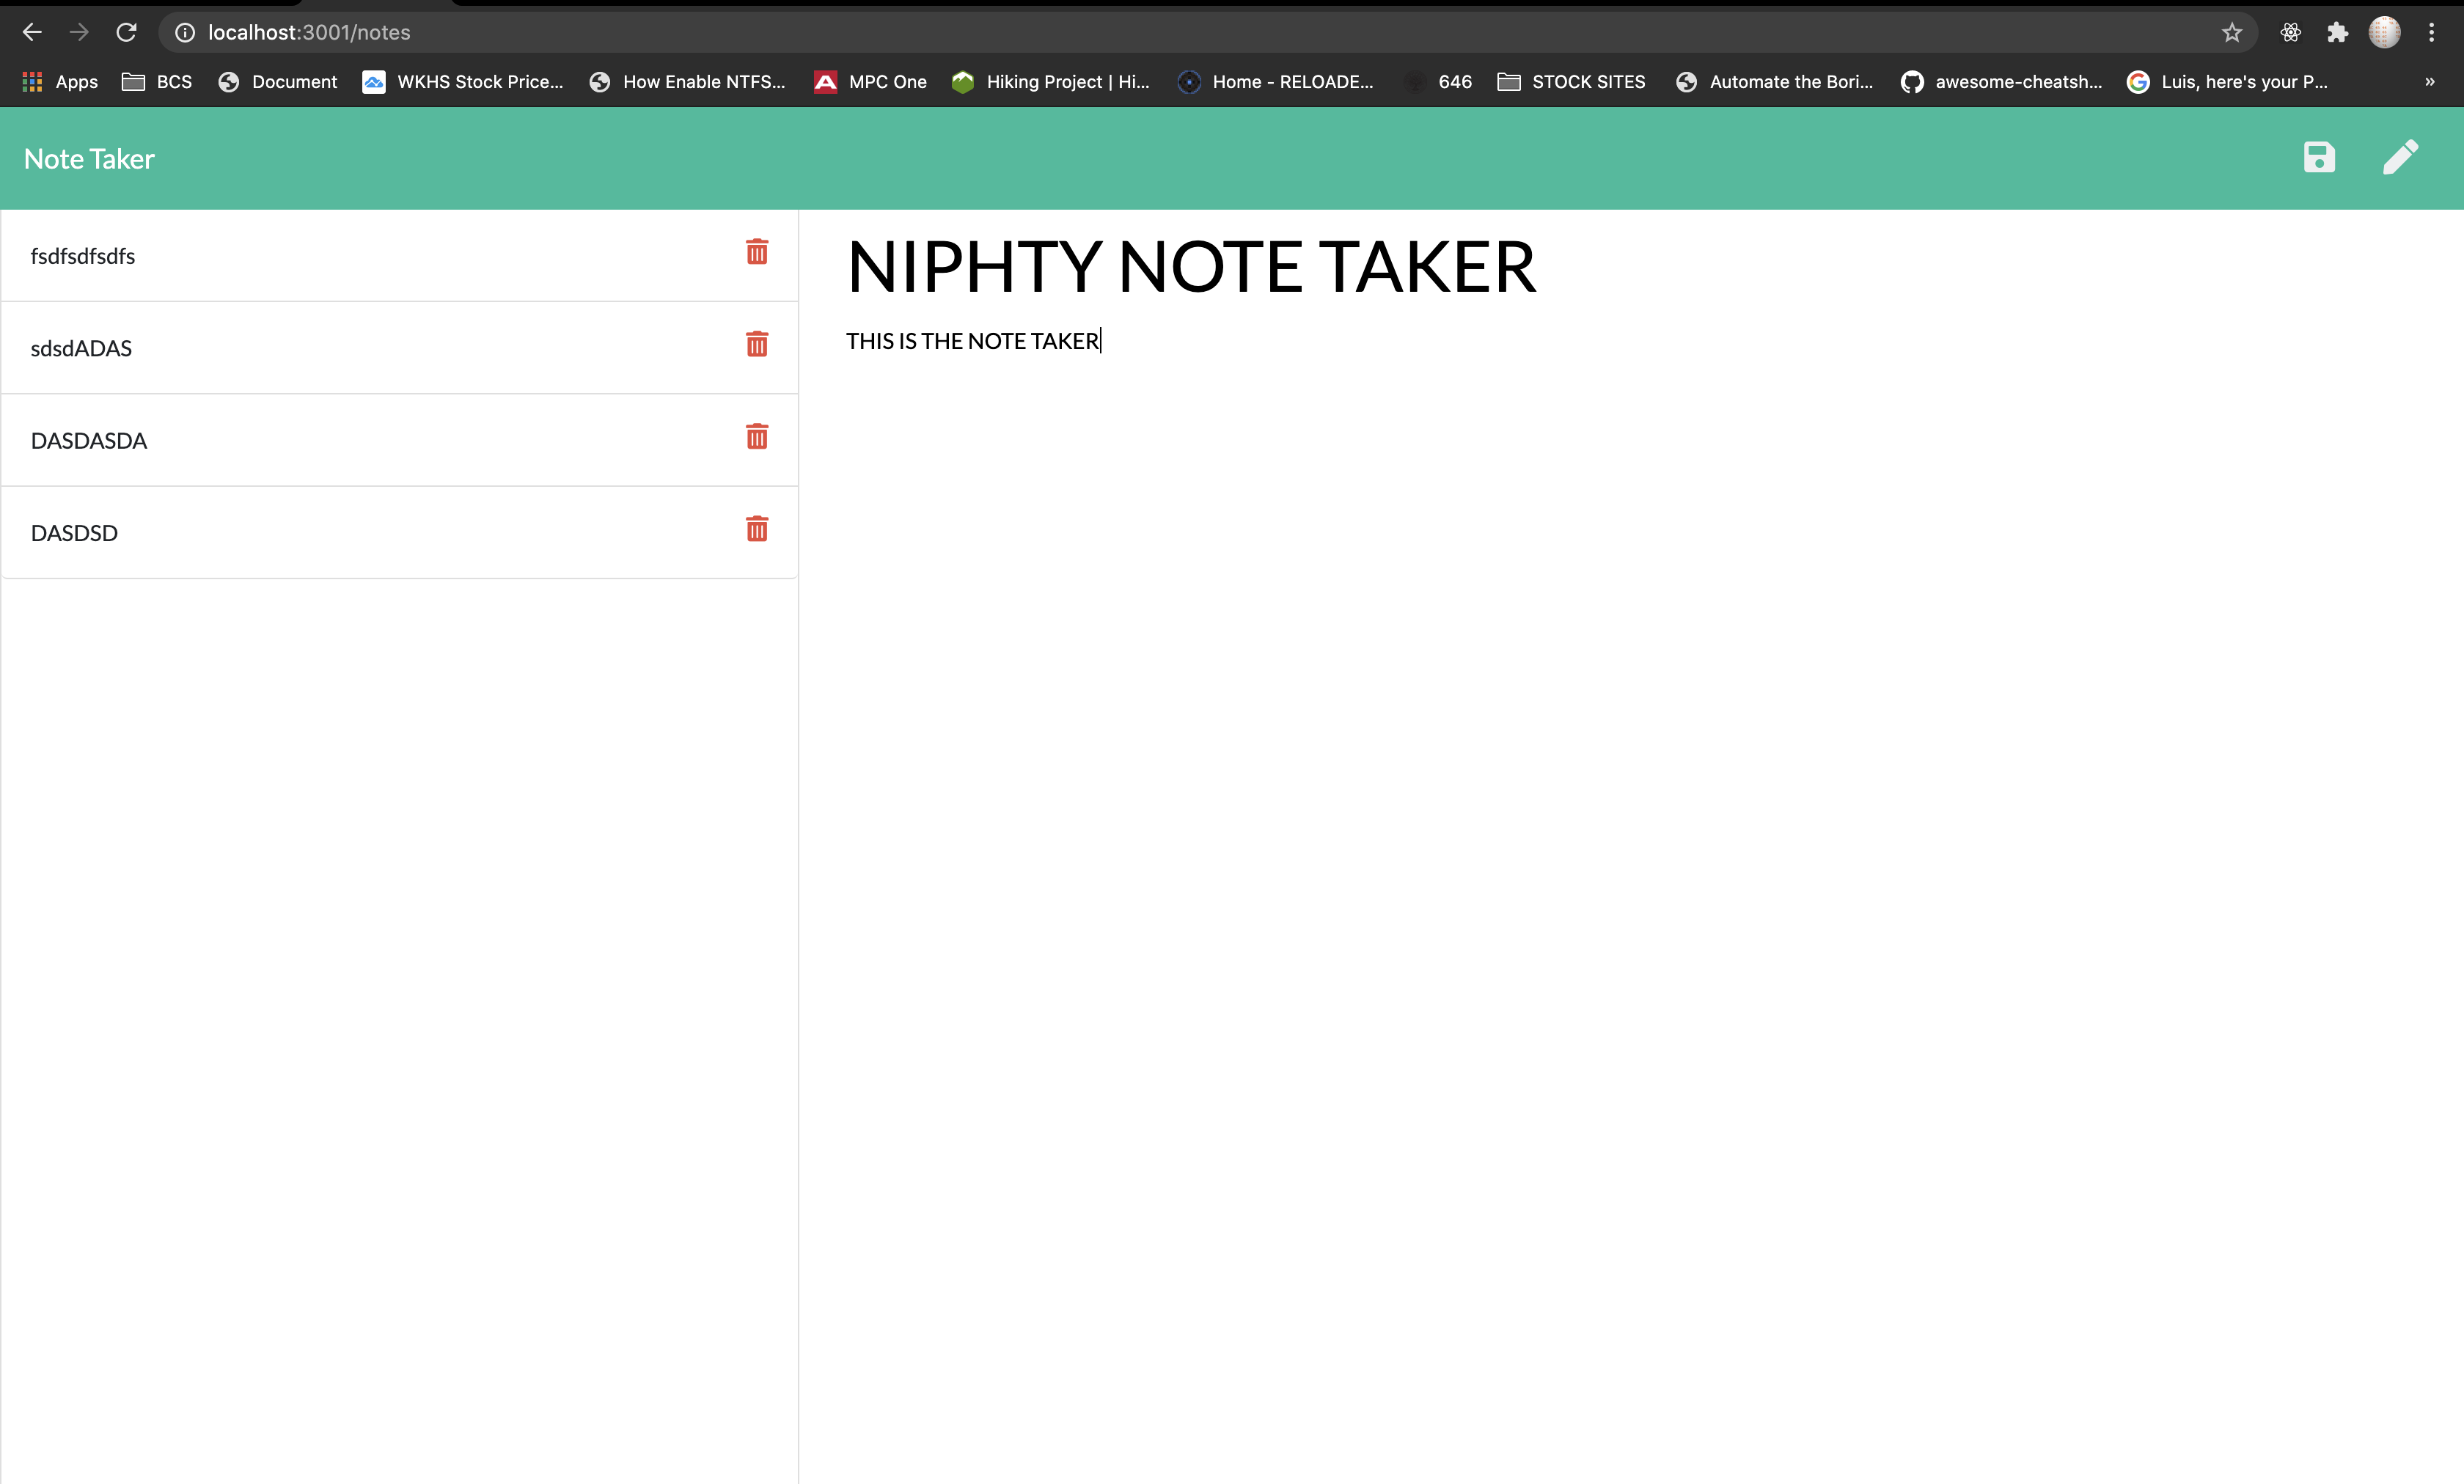 localhost:3001/notes
Apps BCS Document WKHS Stock Price... How Enable NTFS... MPC One Hiking Project | Hi... Home - RELOADE... 646 STOCK SITES Automate the Bori... awesome-cheatsh... Luis, here's your P... »
Note Taker
fsdfsdfsdfs
sdsdADAS
DASDASDA
DASDSD
NIPHTY NOTE TAKER
THIS IS THE NOTE TAKER